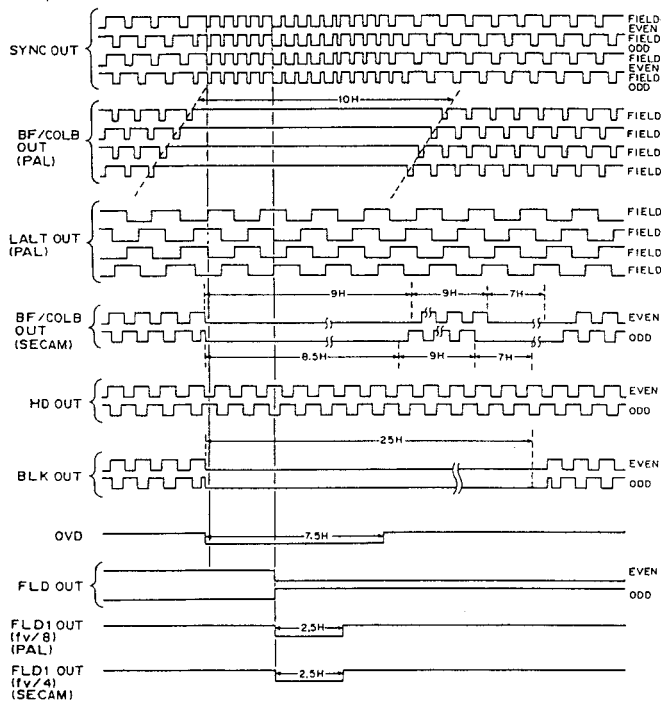 SYNC OUT
FIELD
EVEN
FIELD
ODD
FIELD
EVEN
FIELD
ODD
10H
BF/COLB
OUT
(PAL)
FIELD
FIELD
FIELD
FIELD
LALT OUT
(PAL)
FIELD
FIELD
FIELD
FIELD
9H
9H
7H
BF/COLB
OUT
(SECAM)
EVEN
ODD
8.5H
9H
7H
HD OUT
EVEN
ODD
25H
BLK OUT
EVEN
ODD
OVD
7.5H
FLD OUT
EVEN
ODD
FLD1 OUT
(fv/8)
(PAL)
2.5H
FLD1 OUT
(fv/4)
(SECAM)
2.5H